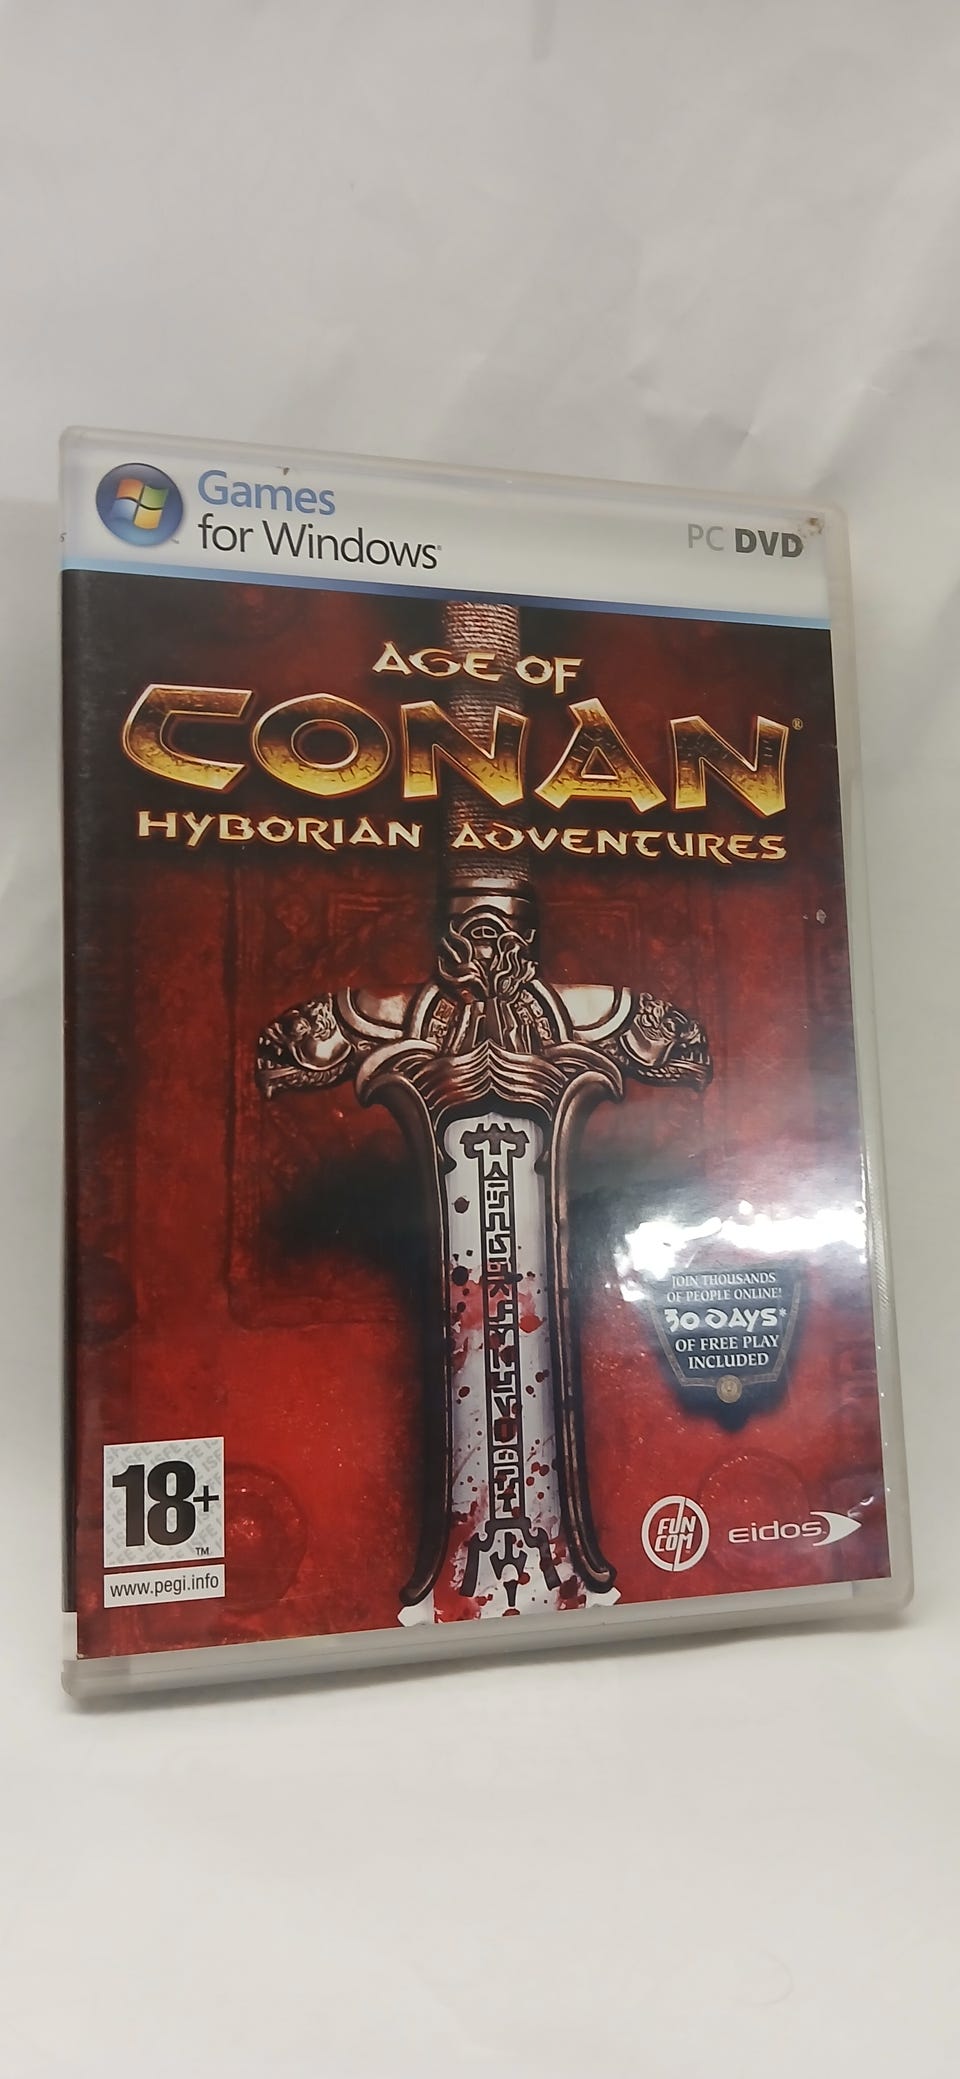 Games
for Windows®
PC DVD
AGE OF
CONAN®
HYBORIAN ADVENTURES
JOIN THOUSANDS
OF PEOPLE ONLINE!
30 DAYS*
OF FREE PLAY
INCLUDED
18+
TM
www.pegi.info
FUN
COM
eidos